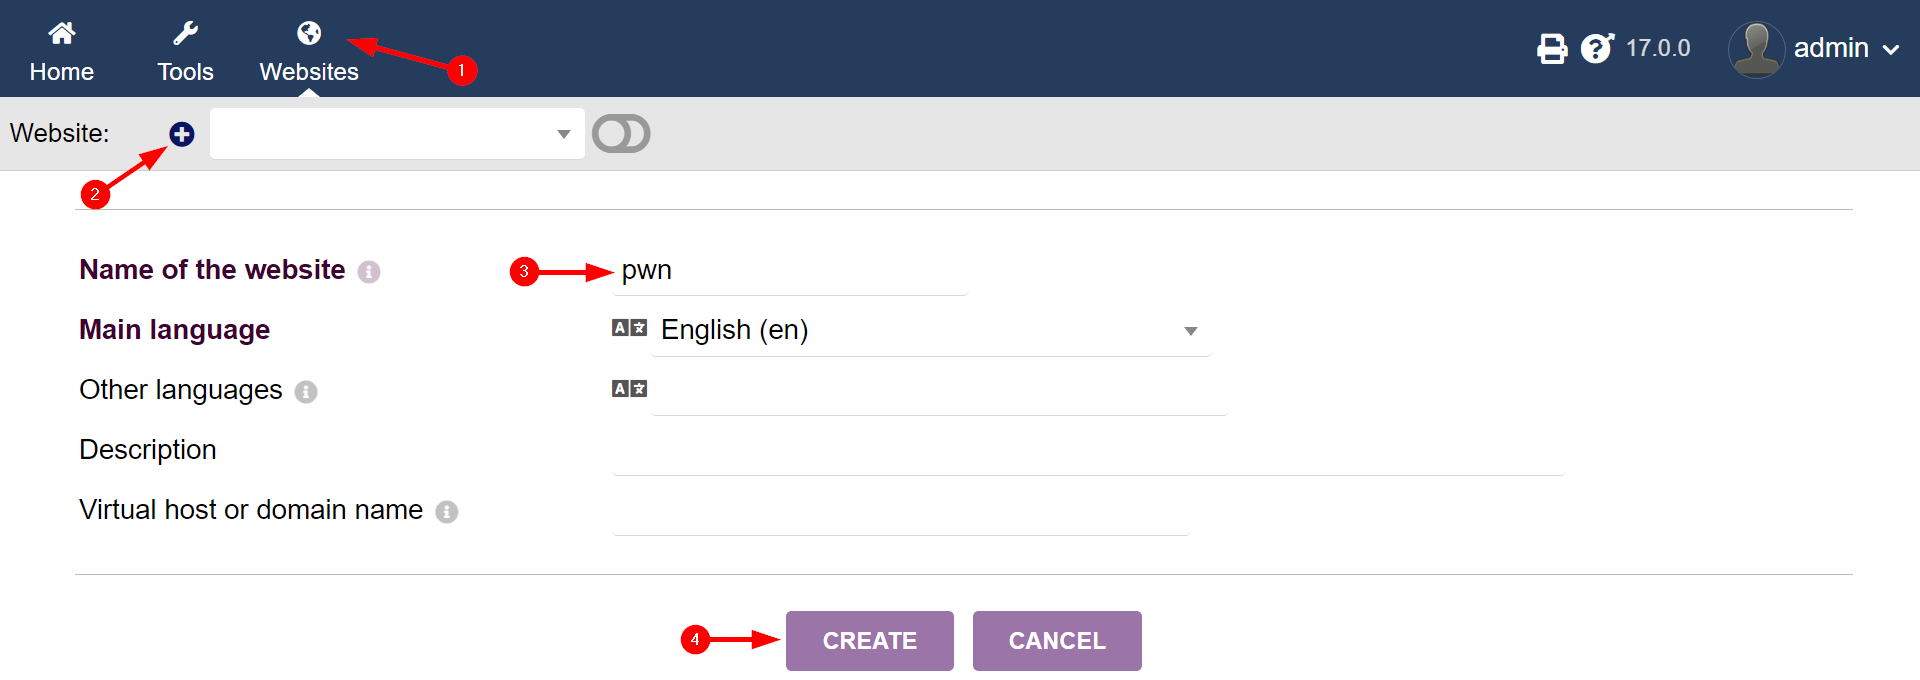 Home Tools Websites 1 17.0.0 admin
Website:
2
Name of the website 3 pwn
Main language English (en)
Other languages
Description
Virtual host or domain name
4 CREATE CANCEL